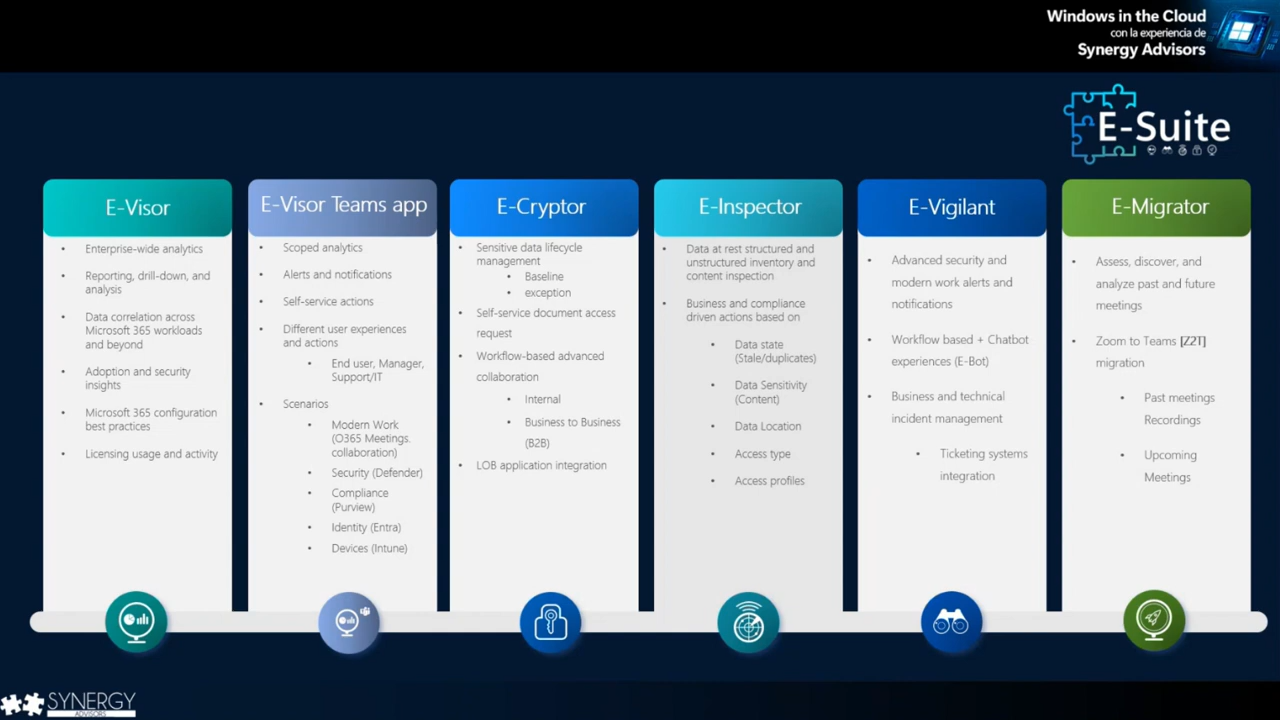 Windows in the Cloud
con la experiencia de
Synergy Advisors
E-Suite
E-Visor
Enterprise-wide analytics
Reporting, drill-down, and
analysis
Data correlation across
Microsoft 365 workloads
and beyond
Adoption and security
insights
Microsoft 365 configuration
best practices
Licensing usage and activity
E-Visor Teams app
Scoped analytics
Alerts and notifications
Self-service actions
Different user experiences
and actions
End user, Manager,
Support/IT
Scenarios
Modern Work
(O365 Meetings.
collaboration)
Security (Defender)
Compliance
(Purview)
Identity (Entra)
Devices (Intune)
E-Cryptor
Sensitive data lifecycle
management
Baseline
exception
Self-service document access
request
Workflow-based advanced
collaboration
Internal
Business to Business
(B2B)
LOB application integration
E-Inspector
Data at rest structured and
unstructured inventory and
content inspection
Business and compliance
driven actions based on
Data state
(Stale/duplicates)
Data Sensitivity
(Content)
Data Location
Access type
Access profiles
E-Vigilant
Advanced security and
modern work alerts and
notifications
Workflow based + Chatbot
experiences (E-Bot)
Business and technical
incident management
Ticketing systems
integration
E-Migrator
Assess, discover, and
analyze past and future
meetings
Zoom to Teams [Z2T]
migration
Past meetings
Recordings
Upcoming
Meetings
SYNERGY
ADVISORS